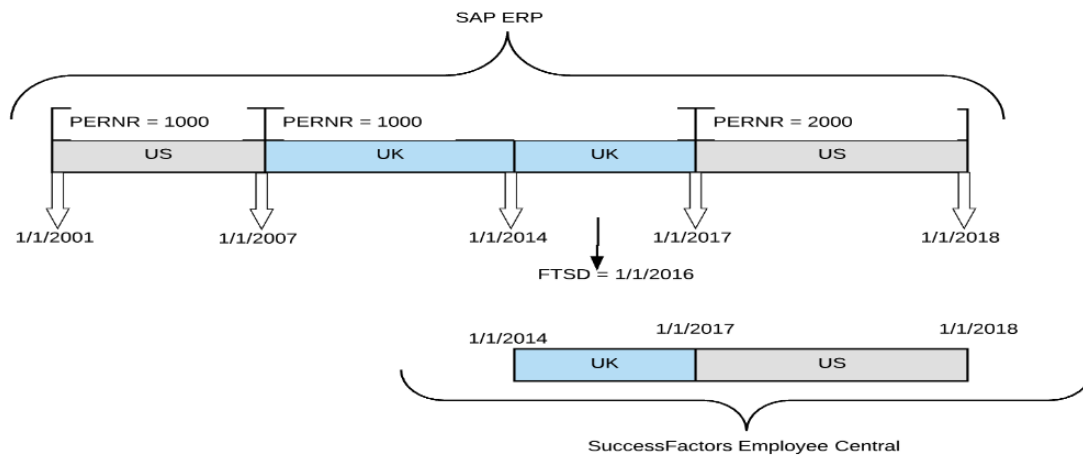 SAP ERP
PERNR = 1000 PERNR = 1000 PERNR = 2000
US UK UK US
1/1/2001 1/1/2007 1/1/2014 1/1/2017 1/1/2018
FTSD = 1/1/2016
1/1/2014 1/1/2017 1/1/2018
UK US
SuccessFactors Employee Central